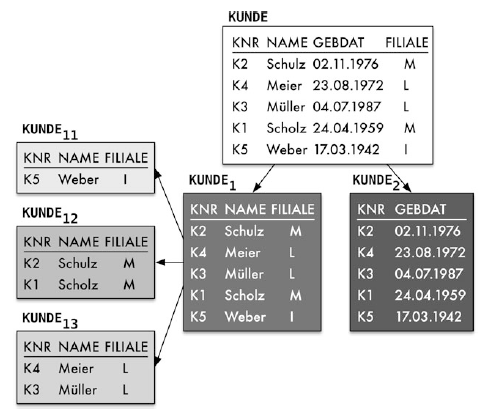 KUNDE
KNR NAME GEBDAT FILIALE
K2 Schulz 02.11.1976 M
K4 Meier 23.08.1972 L
K3 Müller 04.07.1987 L
K1 Scholz 24.04.1959 M
K5 Weber 17.03.1942 I
KUNDE11
KNR NAME FILIALE
K5 Weber I
KUNDE12
KNR NAME FILIALE
K2 Schulz M
K1 Scholz M
KUNDE13
KNR NAME FILIALE
K4 Meier L
K3 Müller L
KUNDE1
KNR NAME FILIALE
K2 Schulz M
K4 Meier L
K3 Müller L
K1 Scholz M
K5 Weber I
KUNDE2
KNR GEBDAT
K2 02.11.1976
K4 23.08.1972
K3 04.07.1987
K1 24.04.1959
K5 17.03.1942